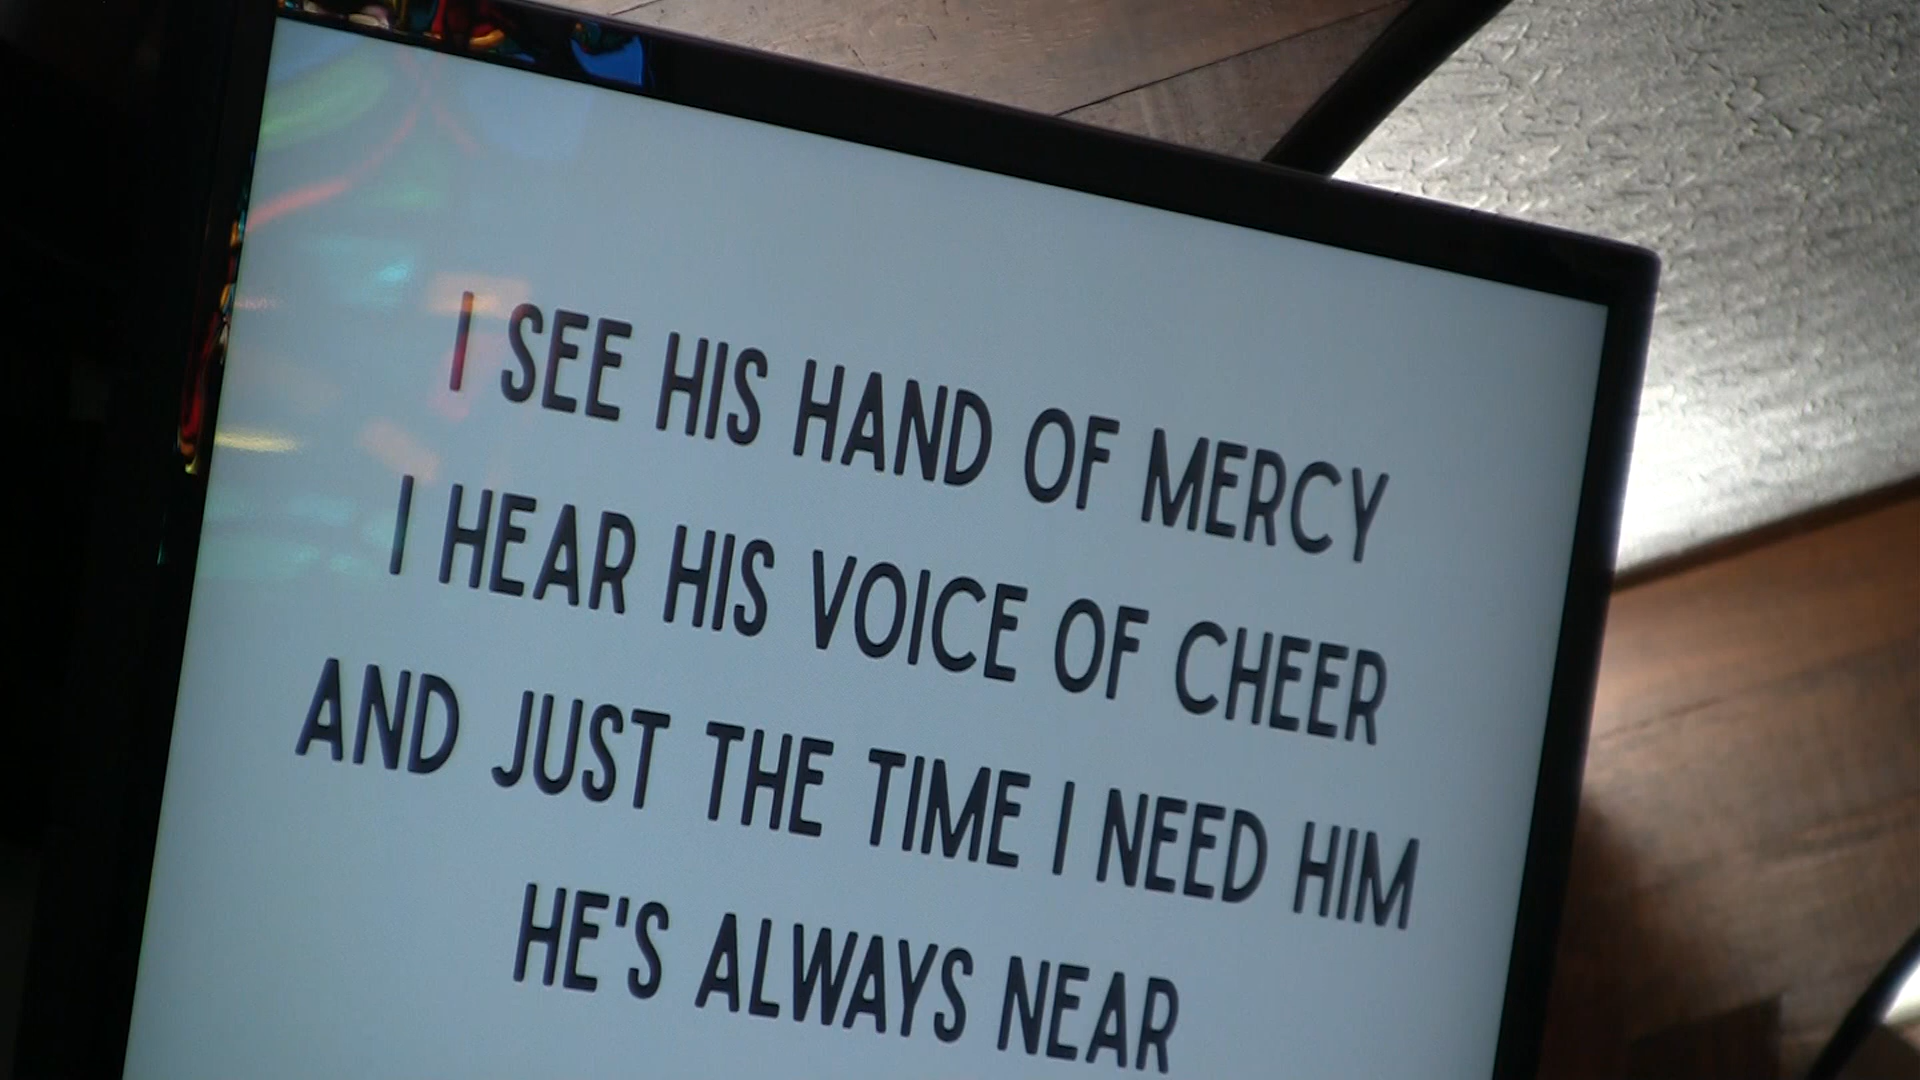 I SEE HIS HAND OF MERCY
I HEAR HIS VOICE OF CHEER
AND JUST THE TIME I NEED HIM
HE'S ALWAYS NEAR